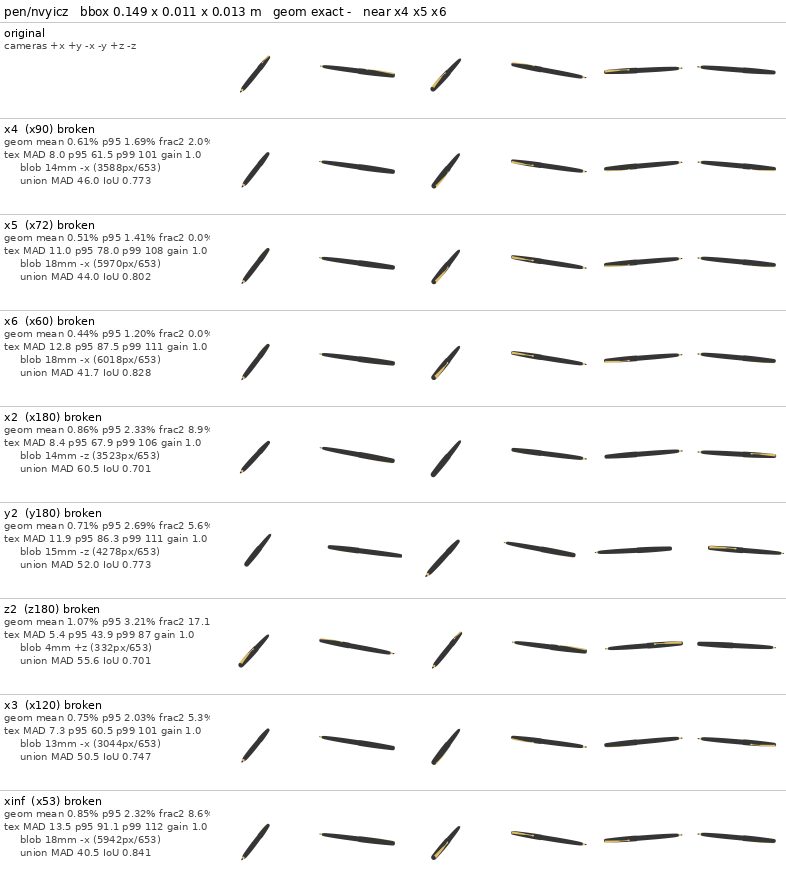 pen/nvyicz   bbox 0.149 x 0.011 x 0.013 m   geom exact -   near x4 x5 x6
original
cameras +x +y -x -y +z -z
x4  (x90) broken
geom mean 0.61% p95 1.69% frac2 2.0%
tex MAD 8.0 p95 61.5 p99 101 gain 1.0
blob 14mm -x (3588px/653)
union MAD 46.0 IoU 0.773
x5  (x72) broken
geom mean 0.51% p95 1.41% frac2 0.0%
tex MAD 11.0 p95 78.0 p99 108 gain 1.0
blob 18mm -x (5970px/653)
union MAD 44.0 IoU 0.802
x6  (x60) broken
geom mean 0.44% p95 1.20% frac2 0.0%
tex MAD 12.8 p95 87.5 p99 111 gain 1.0
blob 18mm -x (6018px/653)
union MAD 41.7 IoU 0.828
x2  (x180) broken
geom mean 0.86% p95 2.33% frac2 8.9%
tex MAD 8.4 p95 67.9 p99 106 gain 1.0
blob 14mm -z (3523px/653)
union MAD 60.5 IoU 0.701
y2  (y180) broken
geom mean 0.71% p95 2.69% frac2 5.6%
tex MAD 11.9 p95 86.3 p99 111 gain 1.0
blob 15mm -z (4278px/653)
union MAD 52.0 IoU 0.773
z2  (z180) broken
geom mean 1.07% p95 3.21% frac2 17.1
tex MAD 5.4 p95 43.9 p99 87 gain 1.0
blob 4mm +z (332px/653)
union MAD 55.6 IoU 0.701
x3  (x120) broken
geom mean 0.75% p95 2.03% frac2 5.3%
tex MAD 7.3 p95 60.5 p99 101 gain 1.0
blob 13mm -x (3044px/653)
union MAD 50.5 IoU 0.747
xinf  (x53) broken
geom mean 0.85% p95 2.32% frac2 8.6%
tex MAD 13.5 p95 91.1 p99 112 gain 1.0
blob 18mm -x (5942px/653)
union MAD 40.5 IoU 0.841